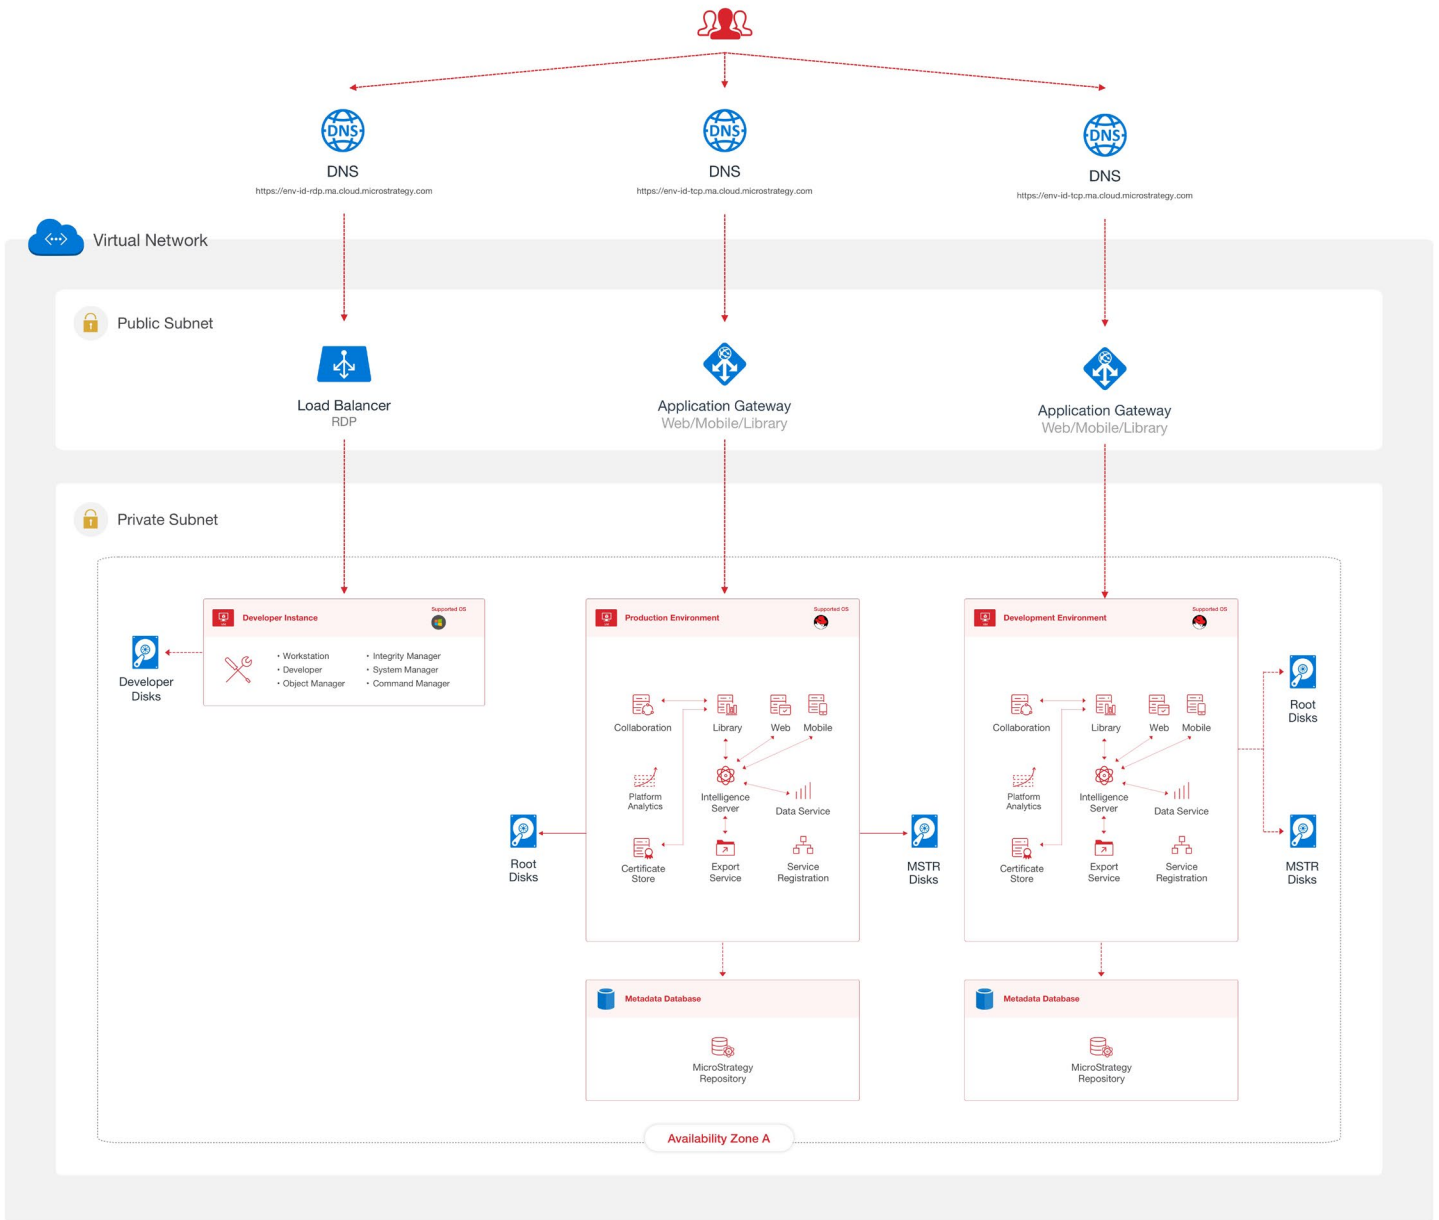 DNS
DNS
https://env-id-rdp.ma.cloud.microstrategy.com
DNS
DNS
https://env-id-tcp.ma.cloud.microstrategy.com
DNS
DNS
https://env-id-tcp.ma.cloud.microstrategy.com
Virtual Network
Public Subnet
Load Balancer
RDP
Application Gateway
Web/Mobile/Library
Application Gateway
Web/Mobile/Library
Private Subnet
Developer Instance
Supported OS
• Workstation
• Developer
• Object Manager
• Integrity Manager
• System Manager
• Command Manager
Developer
Disks
Production Environment
Supported OS
Collaboration
Library
Web
Mobile
Platform
Analytics
Intelligence
Server
Data Service
Certificate
Store
Export
Service
Service
Registration
Root
Disks
MSTR
Disks
Development Environment
Supported OS
Collaboration
Library
Web
Mobile
Platform
Analytics
Intelligence
Server
Data Service
Certificate
Store
Export
Service
Service
Registration
Root
Disks
MSTR
Disks
Metadata Database
MicroStrategy
Repository
Metadata Database
MicroStrategy
Repository
Availability Zone A